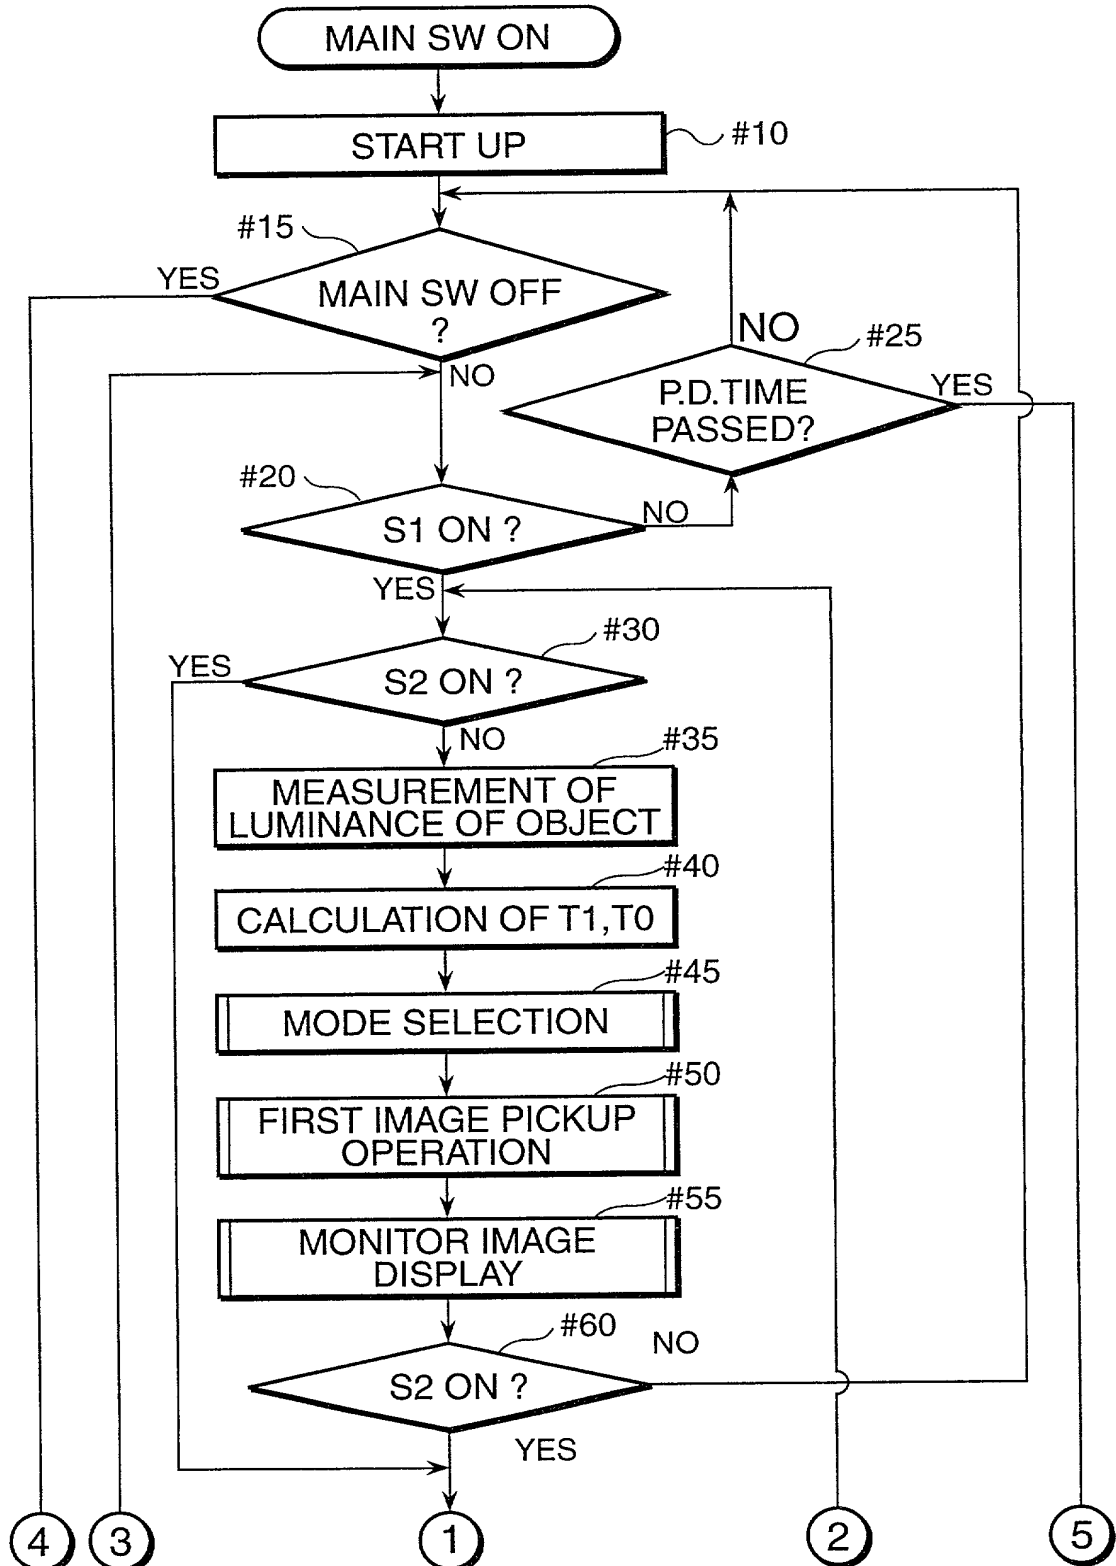 MAIN SW ON
START UP
#10
#15
YES
MAIN SW OFF
?
NO
NO
#25
P.D.TIME
PASSED?
YES
#20
S1 ON ?
NO
YES
#30
YES
S2 ON ?
NO
#35
MEASUREMENT OF
LUMINANCE OF OBJECT
#40
CALCULATION OF T1,T0
#45
MODE SELECTION
#50
FIRST IMAGE PICKUP
OPERATION
#55
MONITOR IMAGE
DISPLAY
#60
NO
S2 ON ?
YES
4
3
1
2
5